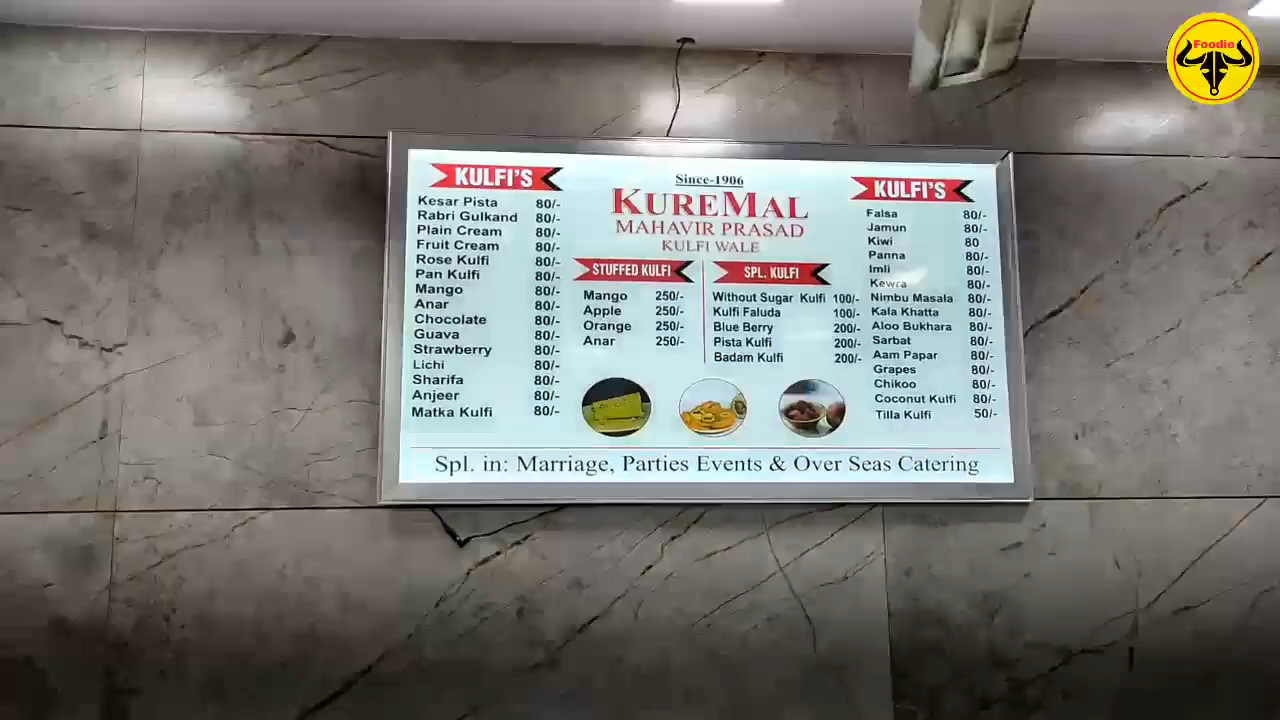 Foodie
KULFI'S
Kesar Pista 80/-
Rabri Gulkand 80/-
Plain Cream 80/-
Fruit Cream 80/-
Rose Kulfi 80/-
Pan Kulfi 80/-
Mango 80/-
Anar 80/-
Chocolate 80/-
Guava 80/-
Strawberry 80/-
Lichi 80/-
Sharifa 80/-
Anjeer 80/-
Matka Kulfi 80/-
Since-1906
KUREMAL
MAHAVIR PRASAD
KULFI WALE
STUFFED KULFI
Mango 250/-
Apple 250/-
Orange 250/-
Anar 250/-
SPL. KULFI
Without Sugar Kulfi 100/-
Kulfi Faluda 100/-
Blue Berry 200/-
Pista Kulfi 200/-
Badam Kulfi 200/-
KULFI'S
Falsa 80/-
Jamun 80/-
Kiwi 80
Panna 80/-
Imli 80/-
Kewra 80/-
Nimbu Masala 80/-
Kala Khatta 80/-
Aloo Bukhara 80/-
Sarbat 80/-
Aam Papar 80/-
Grapes 80/-
Chikoo 80/-
Coconut Kulfi 80/-
Tilla Kulfi 50/-
Spl. in: Marriage, Parties Events & Over Seas Catering